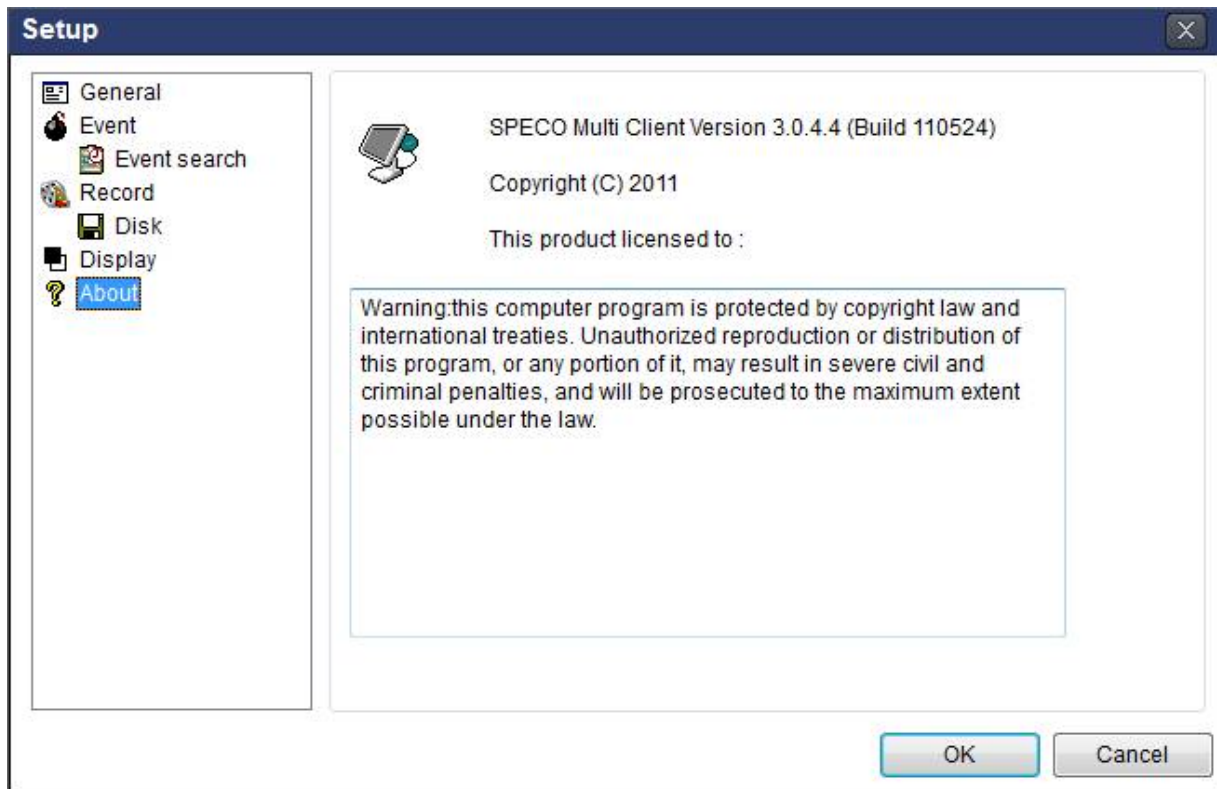 Setup
General
Event
Event search
Record
Disk
Display
About
SPECO Multi Client Version 3.0.4.4 (Build 110524)
Copyright (C) 2011
This product licensed to :
Warning:this computer program is protected by copyright law and
international treaties. Unauthorized reproduction or distribution of
this program, or any portion of it, may result in severe civil and
criminal penalties, and will be prosecuted to the maximum extent
possible under the law.
OK
Cancel